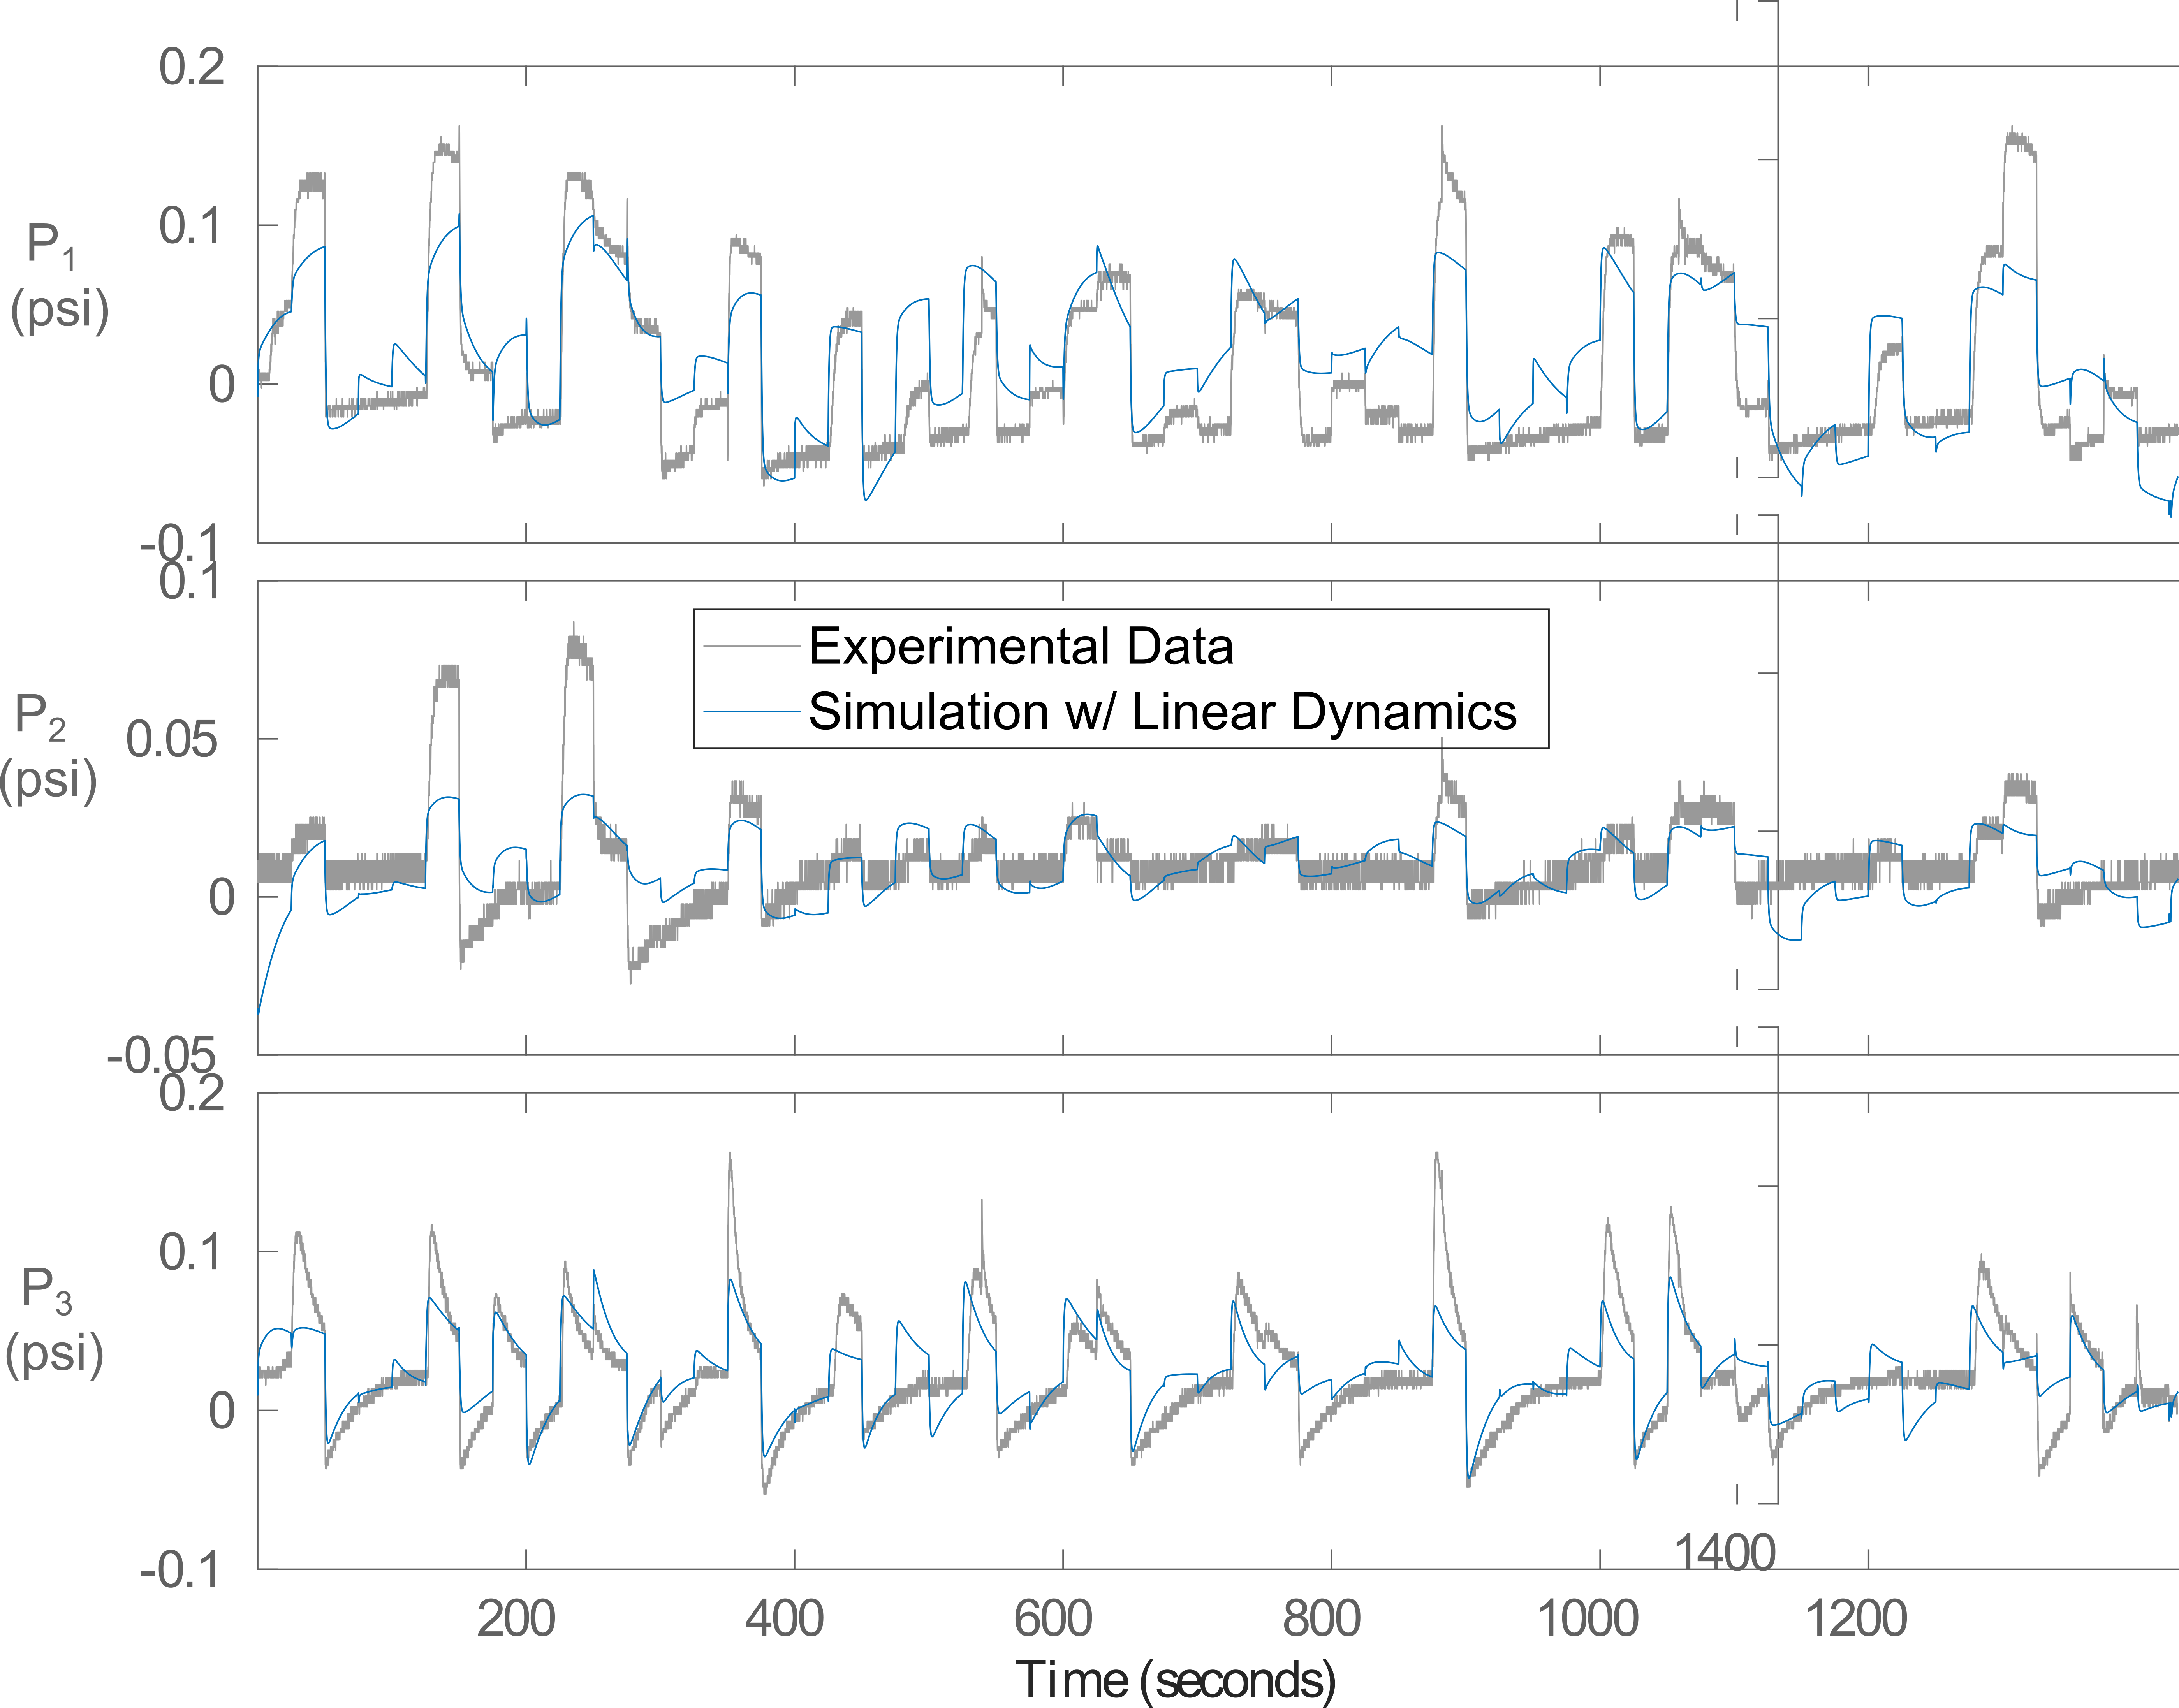 0.2
0.1
P1
(psi)
0
-0.1
0.1
Experimental Data
Simulation w/ Linear Dynamics
P2
(psi)
0.05
0
-0.05
0.2
0.1
P3
(psi)
0
-0.1
1400
200 400 600 800 1000 1200
Time (seconds)